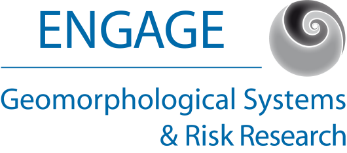 ENGAGE
Geomorphological Systems
& Risk Research